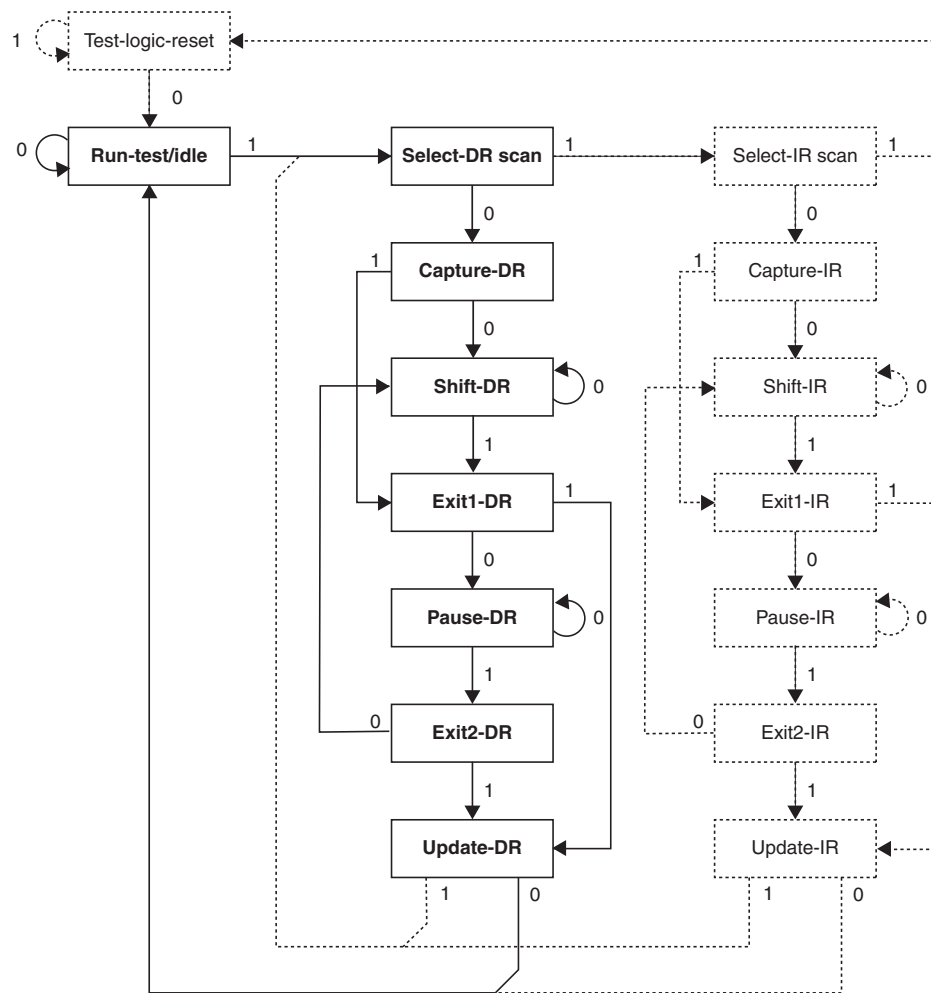 1
Test-logic-reset
0
0
Run-test/idle
1
Select-DR scan
1
Select-IR scan
1
0
0
1
Capture-DR
1
Capture-IR
0
0
Shift-DR
0
Shift-IR
0
1
1
Exit1-DR
1
Exit1-IR
1
0
0
Pause-DR
0
Pause-IR
0
1
1
0
Exit2-DR
0
Exit2-IR
1
1
Update-DR
Update-IR
1
0
1
0